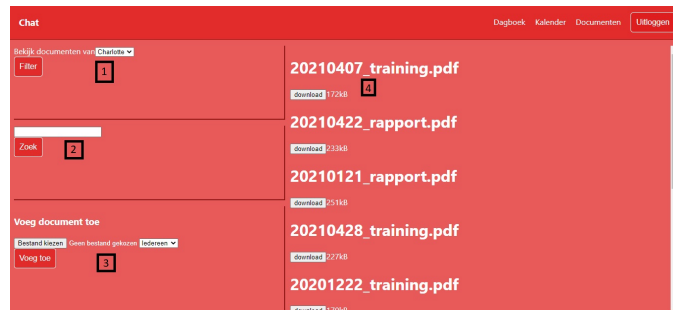 Chat
Dagboek Kalender Documenten Uitloggen
Bekijk documenten van Charlotte
Filter
1
Zoek
2
Voeg document toe
Bestand kiezen Geen bestand gekozen Iedereen
Voeg toe
3
20210407_training.pdf
download 172kB
4
20210422_rapport.pdf
download 233kB
20210121_rapport.pdf
download 251kB
20210428_training.pdf
download 227kB
20201222_training.pdf